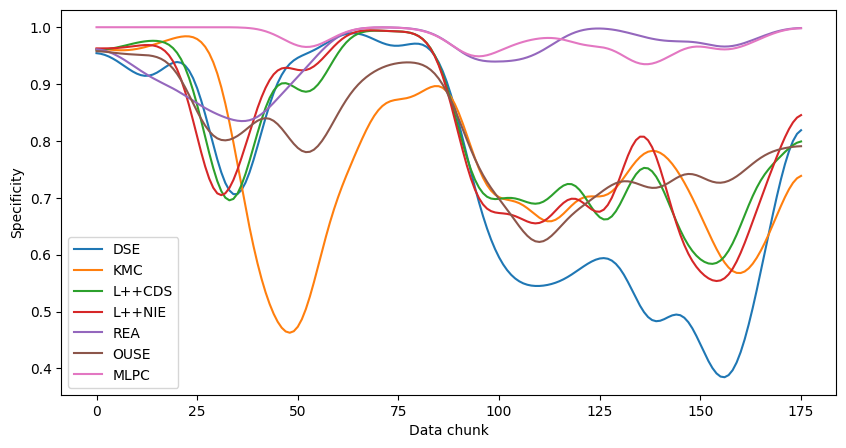 1.0
0.9
0.8
0.7
0.6
0.5
0.4
Specificity
DSE
KMC
L++CDS
L++NIE
REA
OUSE
MLPC
0 25 50 75 100 125 150 175
Data chunk